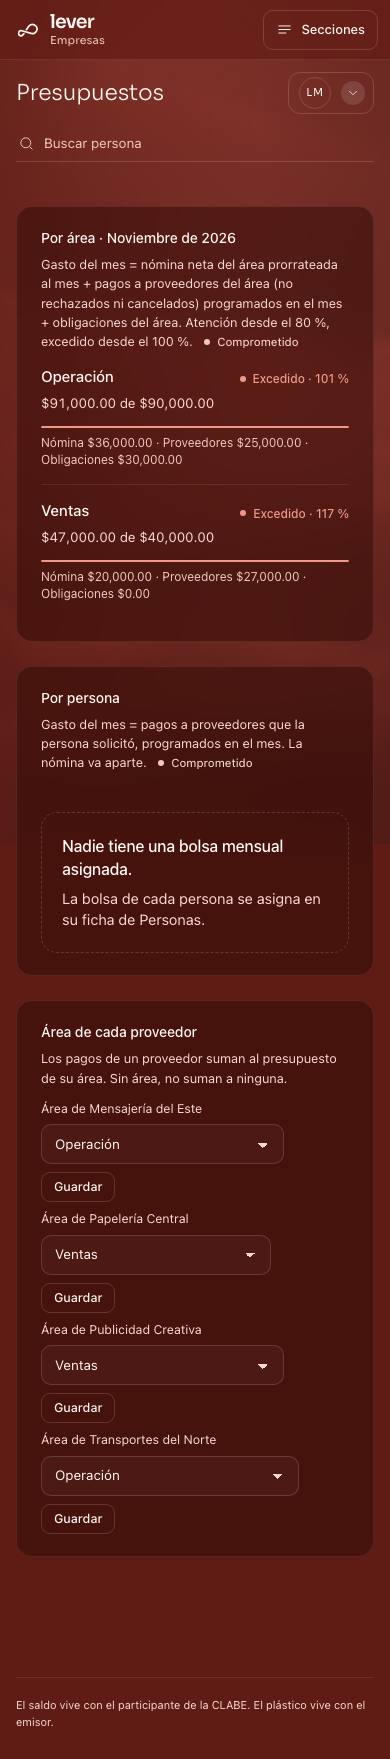 lever
Empresas
Secciones
Presupuestos
LM
Buscar persona
Por área · Noviembre de 2026
Gasto del mes = nómina neta del área prorrateada
al mes + pagos a proveedores del área (no
rechazados ni cancelados) programados en el mes
+ obligaciones del área. Atención desde el 80 %,
excedido desde el 100 %. • Comprometido
Operación
• Excedido · 101 %
$91,000.00 de $90,000.00
Nómina $36,000.00 · Proveedores $25,000.00 ·
Obligaciones $30,000.00
Ventas
• Excedido · 117 %
$47,000.00 de $40,000.00
Nómina $20,000.00 · Proveedores $27,000.00 ·
Obligaciones $0.00
Por persona
Gasto del mes = pagos a proveedores que la
persona solicitó, programados en el mes. La
nómina va aparte. • Comprometido
Nadie tiene una bolsa mensual
asignada.
La bolsa de cada persona se asigna en
su ficha de Personas.
Área de cada proveedor
Los pagos de un proveedor suman al presupuesto
de su área. Sin área, no suman a ninguna.
Área de Mensajería del Este
Operación
Guardar
Área de Papelería Central
Ventas
Guardar
Área de Publicidad Creativa
Ventas
Guardar
Área de Transportes del Norte
Operación
Guardar
El saldo vive con el participante de la CLABE. El plástico vive con el
emisor.